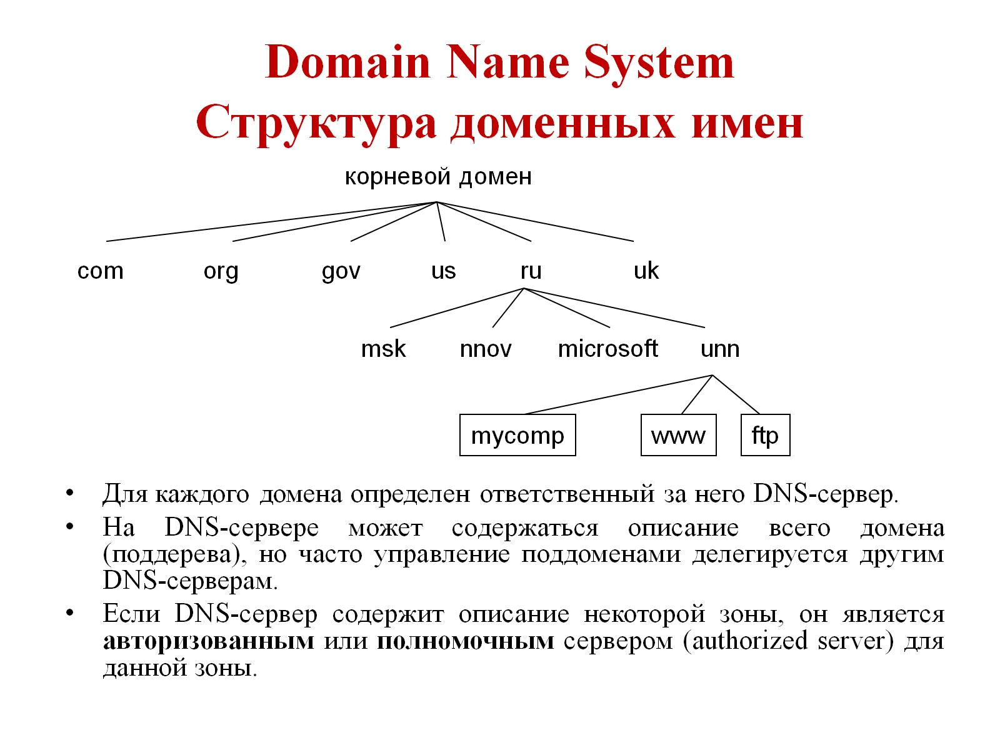 Domain Name System
Структура доменных имен
корневой домен
com org gov us ru uk
msk nnov microsoft unn
mycomp www ftp
• Для каждого домена определен ответственный за него DNS-сервер.
• На DNS-сервере может содержаться описание всего домена
(поддерева), но часто управление поддоменами делегируется другим
DNS-серверам.
• Если DNS-сервер содержит описание некоторой зоны, он является
авторизованным или полномочным сервером (authorized server) для
данной зоны.